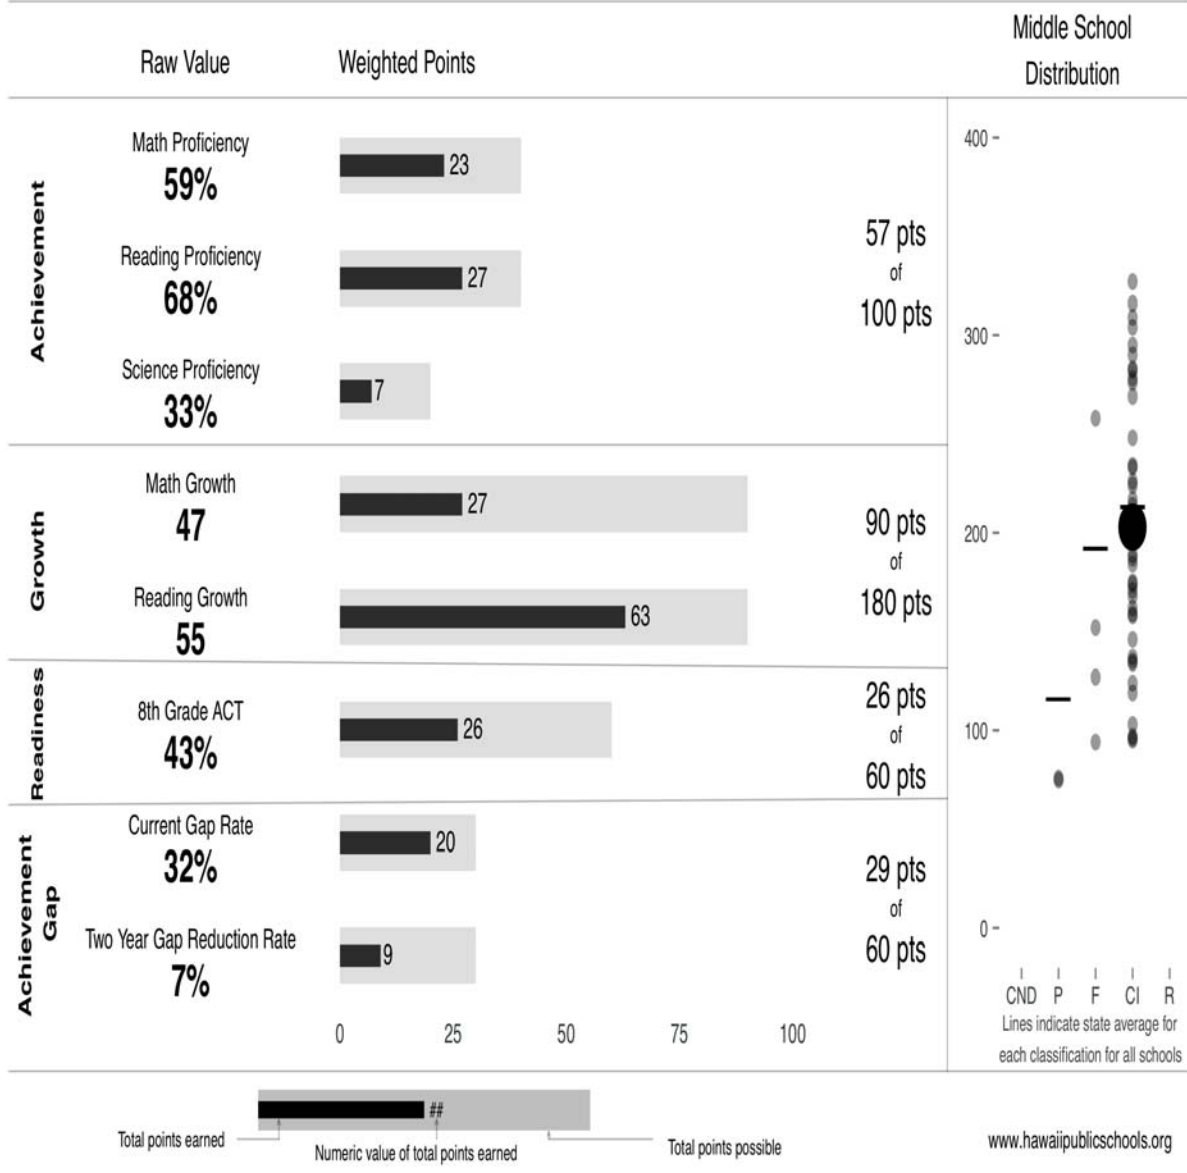 Raw Value
Weighted Points
Middle School
Distribution
Achievement
Math Proficiency
59%
23
Reading Proficiency
68%
27
Science Proficiency
33%
7
57 pts
of
100 pts
Growth
Math Growth
47
27
Reading Growth
55
63
90 pts
of
180 pts
Readiness
8th Grade ACT
43%
26
26 pts
of
60 pts
Achievement
Gap
Current Gap Rate
32%
20
Two Year Gap Reduction Rate
7%
9
29 pts
of
60 pts
0 25 50 75 100
400
300
200
100
0
CND P F CI R
Lines indicate state average for
each classification for all schools
##
Total points earned
Numeric value of total points earned
Total points possible
www.hawaiipublicschools.org